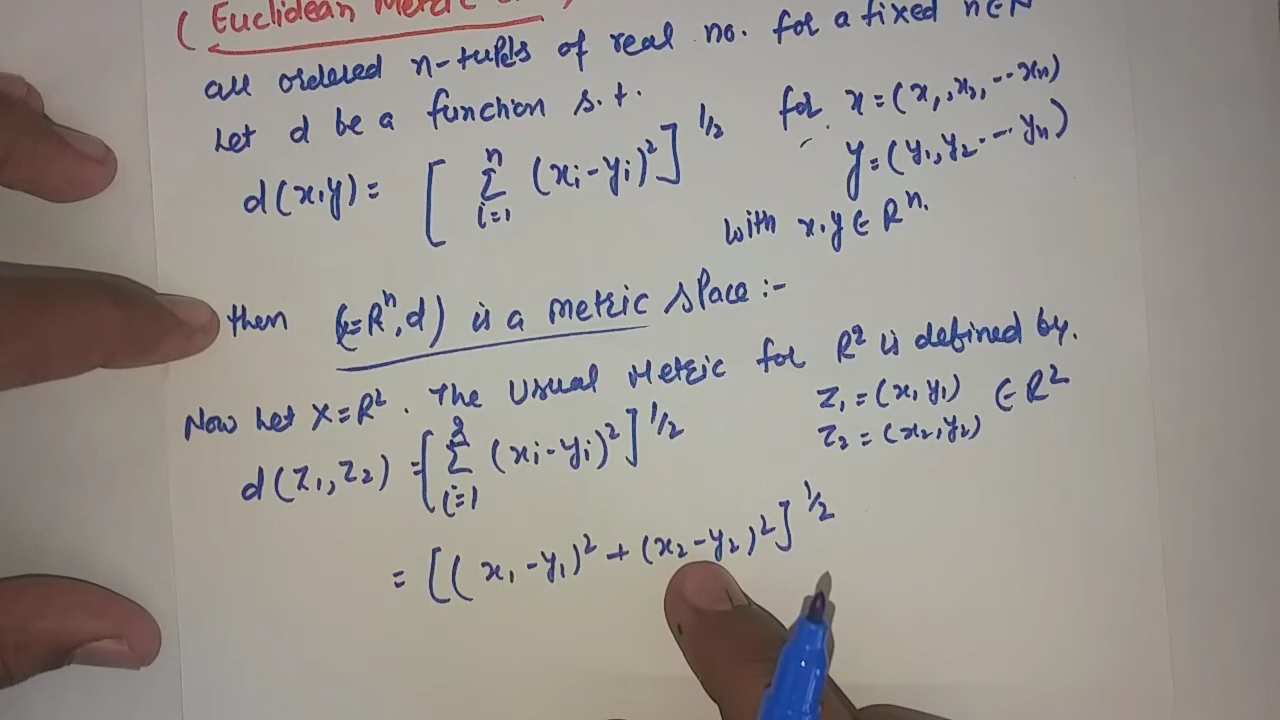 ( Euclidean Metric
all ordered n-tuples of real no. for a fixed n∈N
Let d be a function s.t.
d(x,y) = [ n Σ i=1 (xi-yi)² ] 1/2 for x=(x1,x2,...xn)
y=(y1,y2...yn)
with x,y ∈ Rⁿ.
then (x=Rⁿ,d) is a metric space :-
Now Let X=R². The Usual Metric for R² is defined by.
z1=(x1,y1) ∈ R²
z2=(x2,y2)
d(z1,z2) = [ 2 Σ i=1 (xi-yi)² ] 1/2
= [(x1-y1)² + (x2-y2)²] 1/2